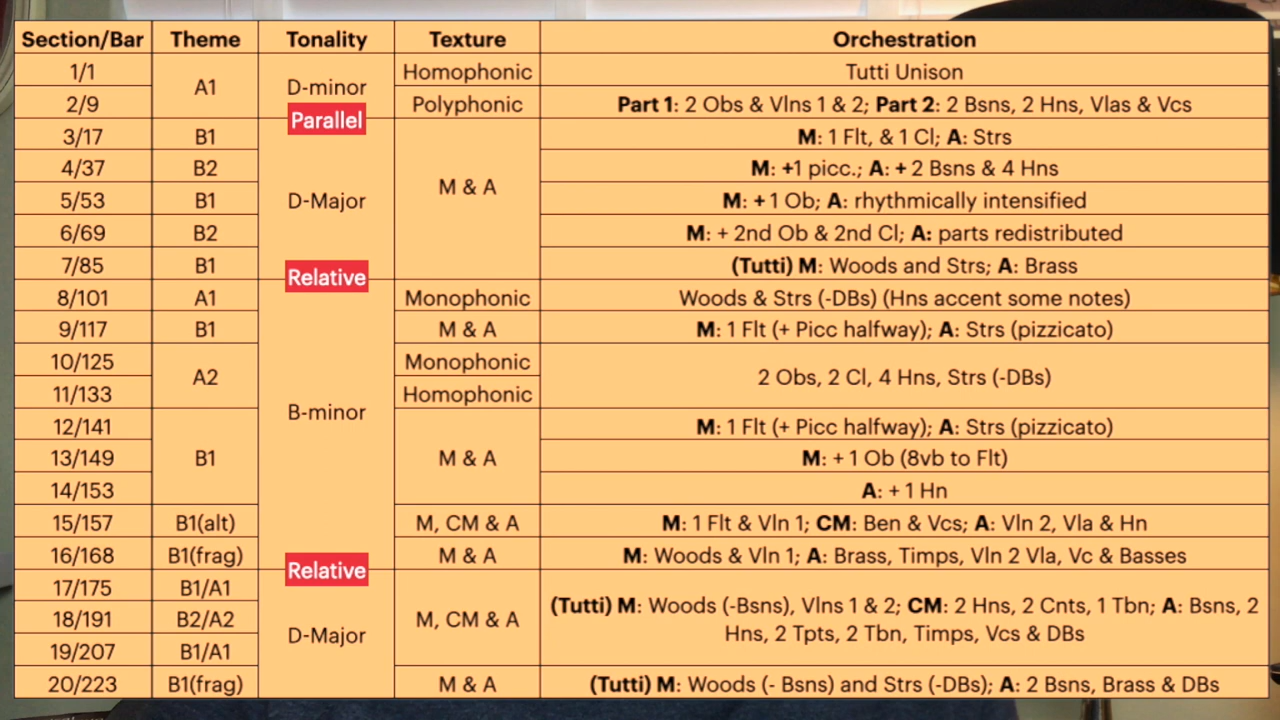 Section/Bar Theme Tonality Texture Orchestration
1/1 A1 D-minor Homophonic Tutti Unison
2/9 Polyphonic Part 1: 2 Obs & Vlns 1 & 2; Part 2: 2 Bsns, 2 Hns, Vlas & Vcs
Parallel
3/17 B1 M: 1 Flt, & 1 Cl; A: Strs
4/37 B2 M & A M: +1 picc.; A: + 2 Bsns & 4 Hns
5/53 B1 D-Major M: + 1 Ob; A: rhythmically intensified
6/69 B2 M: + 2nd Ob & 2nd Cl; A: parts redistributed
7/85 B1 (Tutti) M: Woods and Strs; A: Brass
Relative
8/101 A1 Monophonic Woods & Strs (-DBs) (Hns accent some notes)
9/117 B1 M & A M: 1 Flt (+ Picc halfway); A: Strs (pizzicato)
10/125 A2 Monophonic 2 Obs, 2 Cl, 4 Hns, Strs (-DBs)
11/133 Homophonic
B-minor
12/141 M: 1 Flt (+ Picc halfway); A: Strs (pizzicato)
13/149 B1 M & A M: + 1 Ob (8vb to Flt)
14/153 A: + 1 Hn
15/157 B1(alt) M, CM & A M: 1 Flt & Vln 1; CM: Ben & Vcs; A: Vln 2, Vla & Hn
16/168 B1(frag) M & A M: Woods & Vln 1; A: Brass, Timps, Vln 2 Vla, Vc & Basses
Relative
17/175 B1/A1
18/191 B2/A2 M, CM & A (Tutti) M: Woods (-Bsns), Vlns 1 & 2; CM: 2 Hns, 2 Cnts, 1 Tbn; A: Bsns, 2
Hns, 2 Tpts, 2 Tbn, Timps, Vcs & DBs
D-Major
19/207 B1/A1
20/223 B1(frag) M & A (Tutti) M: Woods (- Bsns) and Strs (-DBs); A: 2 Bsns, Brass & DBs